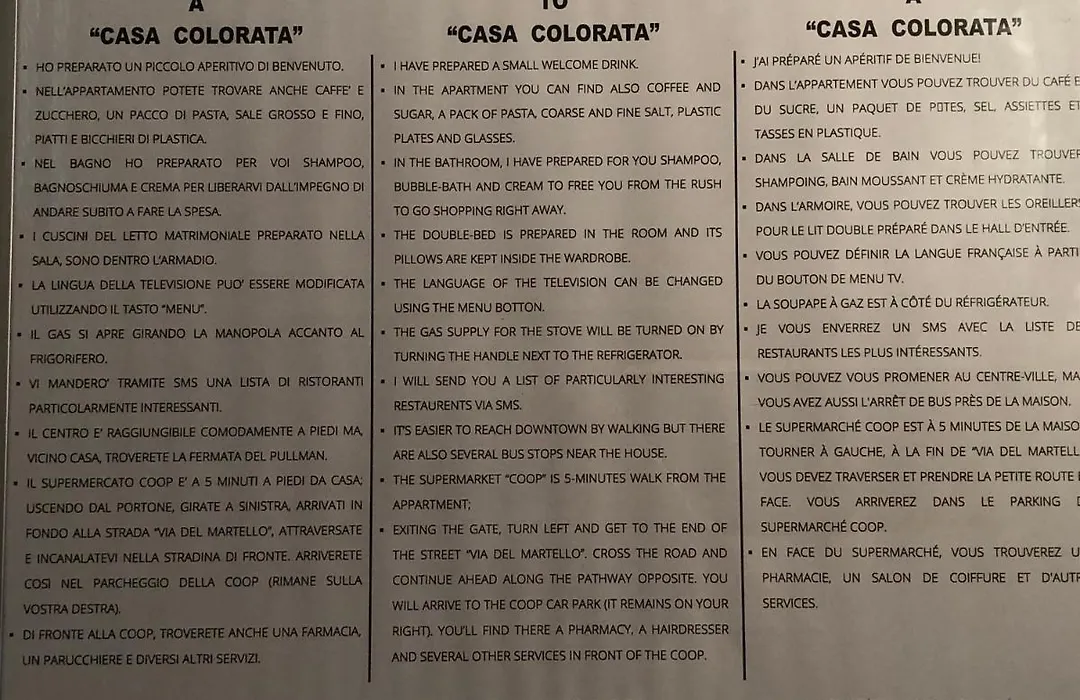 A
“CASA COLORATA”
▪ HO PREPARATO UN PICCOLO APERITIVO DI BENVENUTO.
▪ NELL'APPARTAMENTO POTETE TROVARE ANCHE CAFFE' E
ZUCCHERO, UN PACCO DI PASTA, SALE GROSSO E FINO,
PIATTI E BICCHIERI DI PLASTICA.
▪ NEL BAGNO HO PREPARATO PER VOI SHAMPOO,
BAGNOSCHIUMA E CREMA PER LIBERARVI DALL'IMPEGNO DI
ANDARE SUBITO A FARE LA SPESA.
▪ I CUSCINI DEL LETTO MATRIMONIALE PREPARATO NELLA
SALA, SONO DENTRO L'ARMADIO.
▪ LA LINGUA DELLA TELEVISIONE PUO' ESSERE MODIFICATA
UTILIZZANDO IL TASTO “MENU”.
▪ IL GAS SI APRE GIRANDO LA MANOPOLA ACCANTO AL
FRIGORIFERO.
▪ VI MANDERO' TRAMITE SMS UNA LISTA DI RISTORANTI
PARTICOLARMENTE INTERESSANTI.
▪ IL CENTRO E' RAGGIUNGIBILE COMODAMENTE A PIEDI MA,
VICINO CASA, TROVERETE LA FERMATA DEL PULLMAN.
▪ IL SUPERMERCATO COOP E' A 5 MINUTI A PIEDI DA CASA;
USCENDO DAL PORTONE, GIRATE A SINISTRA, ARRIVATI IN
FONDO ALLA STRADA “VIA DEL MARTELLO”, ATTRAVERSATE
E INCANALATEVI NELLA STRADINA DI FRONTE. ARRIVERETE
COSI NEL PARCHEGGIO DELLA COOP (RIMANE SULLA
VOSTRA DESTRA).
▪ DI FRONTE ALLA COOP, TROVERETE ANCHE UNA FARMACIA,
UN PARUCCHIERE E DIVERSI ALTRI SERVIZI.
TO
“CASA COLORATA”
▪ I HAVE PREPARED A SMALL WELCOME DRINK.
▪ IN THE APARTMENT YOU CAN FIND ALSO COFFEE AND
SUGAR, A PACK OF PASTA, COARSE AND FINE SALT, PLASTIC
PLATES AND GLASSES.
▪ IN THE BATHROOM, I HAVE PREPARED FOR YOU SHAMPOO,
BUBBLE-BATH AND CREAM TO FREE YOU FROM THE RUSH
TO GO SHOPPING RIGHT AWAY.
▪ THE DOUBLE-BED IS PREPARED IN THE ROOM AND ITS
PILLOWS ARE KEPT INSIDE THE WARDROBE.
▪ THE LANGUAGE OF THE TELEVISION CAN BE CHANGED
USING THE MENU BOTTON.
▪ THE GAS SUPPLY FOR THE STOVE WILL BE TURNED ON BY
TURNING THE HANDLE NEXT TO THE REFRIGERATOR.
▪ I WILL SEND YOU A LIST OF PARTICULARLY INTERESTING
RESTAURENTS VIA SMS.
▪ IT'S EASIER TO REACH DOWNTOWN BY WALKING BUT THERE
ARE ALSO SEVERAL BUS STOPS NEAR THE HOUSE.
▪ THE SUPERMARKET “COOP” IS 5-MINUTES WALK FROM THE
APPARTMENT;
▪ EXITING THE GATE, TURN LEFT AND GET TO THE END OF
THE STREET “VIA DEL MARTELLO”. CROSS THE ROAD AND
CONTINUE AHEAD ALONG THE PATHWAY OPPOSITE. YOU
WILL ARRIVE TO THE COOP CAR PARK (IT REMAINS ON YOUR
RIGHT). YOU'LL FIND THERE A PHARMACY, A HAIRDRESSER
AND SEVERAL OTHER SERVICES IN FRONT OF THE COOP.
A
“CASA COLORATA”
▪ J'AI PRÉPARÉ UN APÉRITIF DE BIENVENUE!
▪ DANS L'APPARTEMENT VOUS POUVEZ TROUVER DU CAFÉ E
DU SUCRE, UN PAQUET DE PDTES, SEL, ASSIETTES ET
TASSES EN PLASTIQUE.
▪ DANS LA SALLE DE BAIN VOUS POUVEZ TROUVER
SHAMPOING, BAIN MOUSSANT ET CRÈME HYDRATANTE.
▪ DANS L'ARMOIRE, VOUS POUVEZ TROUVER LES OREILLERS
POUR LE LIT DOUBLE PRÉPARÉ DANS LE HALL D'ENTRÉE.
▪ VOUS POUVEZ DÉFINIR LA LANGUE FRANÇAISE À PARTI
DU BOUTON DE MENU TV.
▪ LA SOUPAPE À GAZ EST À CÔTÉ DU RÉFRIGÉRATEUR.
▪ JE VOUS ENVERREZ UN SMS AVEC LA LISTE DE
RESTAURANTS LES PLUS INTÉRESSANTS.
▪ VOUS POUVEZ VOUS PROMENER AU CENTRE-VILLE, MA
VOUS AVEZ AUSSI L'ARRÊT DE BUS PRÈS DE LA MAISON.
▪ LE SUPERMARCHÉ COOP EST À 5 MINUTES DE LA MAISO
TOURNER À GAUCHE, À LA FIN DE “VIA DEL MARTELL
VOUS DEVEZ TRAVERSER ET PRENDRE LA PETITE ROUTE
FACE. VOUS ARRIVEREZ DANS LE PARKING D
SUPERMARCHÉ COOP.
▪ EN FACE DU SUPERMARCHÉ, VOUS TROUVEREZ U
PHARMACIE, UN SALON DE COIFFURE ET D'AUTR
SERVICES.